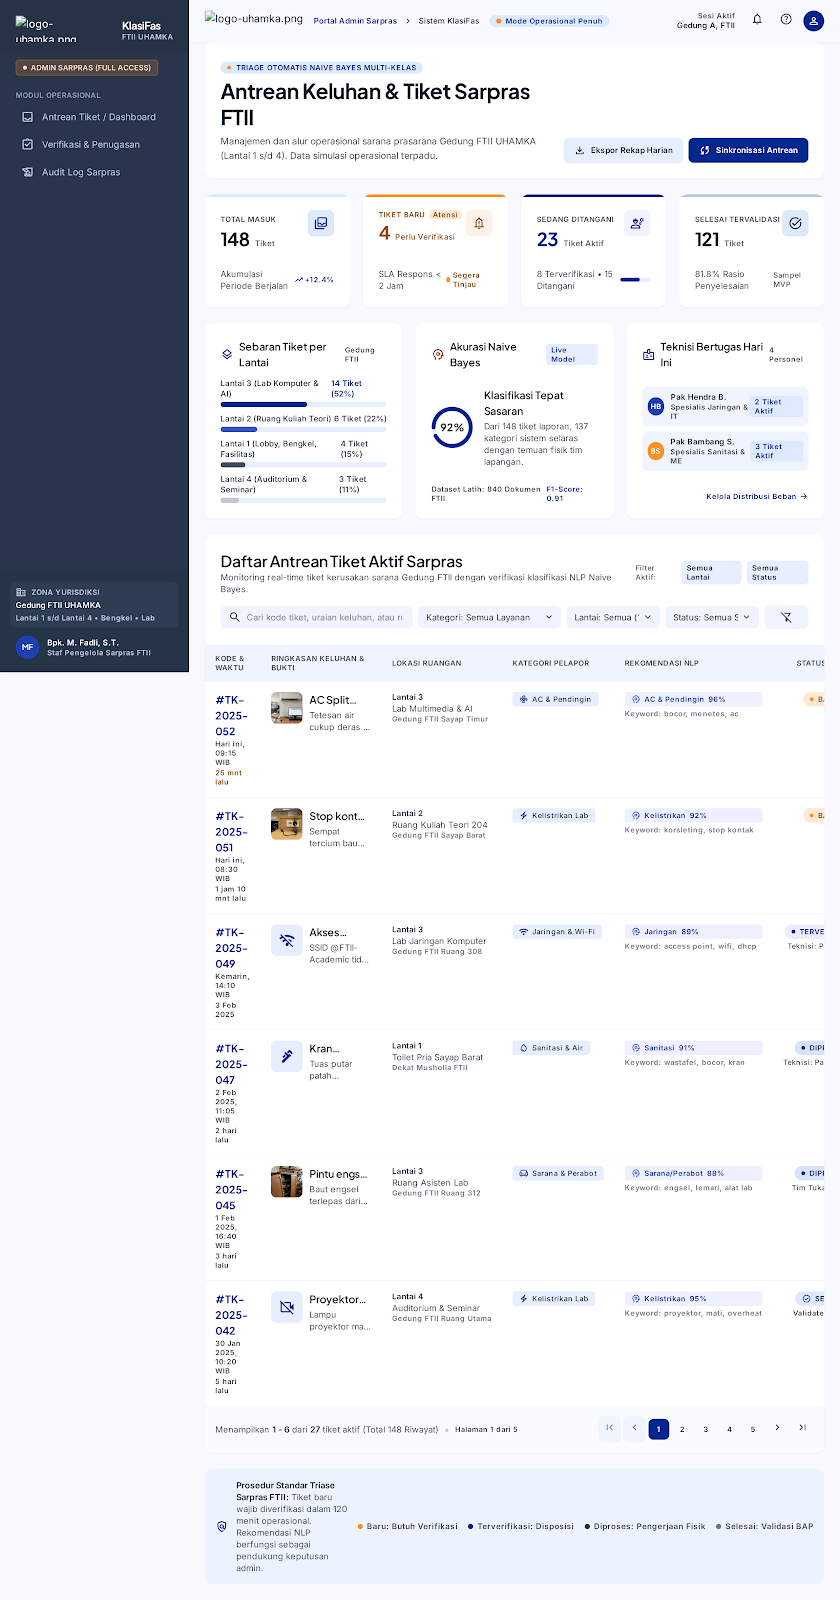 logo-uhamka.png
KlasiFas
FTII UHAMKA
ADMIN SARPRAS (FULL ACCESS)
MODUL OPERASIONAL
Antrean Tiket / Dashboard
Verifikasi & Penugasan
Audit Log Sarpras
ZONA YURISDIKSI
Gedung FTII UHAMKA
Lantai 1 s/d Lantai 4 • Bengkel • Lab
MF
Bpk. M. Fadli, S.T.
Staf Pengelola Sarpras FTII
logo-uhamka.png
Portal Admin Sarpras > Sistem KlasiFas
Mode Operasional Penuh
Sesi Aktif
Gedung A, FTII
TRIAGE OTOMATIS NAIVE BAYES MULTI-KELAS
Antrean Keluhan & Tiket Sarpras
FTII
Manajemen dan alur operasional sarana prasarana Gedung FTII UHAMKA
(Lantai 1 s/d 4). Data simulasi operasional terpadu.
Ekspor Rekap Harian
Sinkronisasi Antrean
TOTAL MASUK
148 Tiket
Akumulasi
Periode Berjalan
+12.4%
TIKET BARU Atensi
4 Perlu Verifikasi
SLA Respons <
2 Jam
Segera
Tinjau
SEDANG DITANGANI
23 Tiket Aktif
8 Terverifikasi • 15
Ditangani
SELESAI TERVALIDASI
121 Tiket
81.8% Rasio
Penyelesaian
Sampel
MVP
Sebaran Tiket per
Lantai
Gedung
FTII
Lantai 3 (Lab Komputer &
AI)
14 Tiket
(52%)
Lantai 2 (Ruang Kuliah Teori) 6 Tiket (22%)
Lantai 1 (Lobby, Bengkel,
Fasilitas)
4 Tiket
(15%)
Lantai 4 (Auditorium &
Seminar)
3 Tiket
(11%)
Akurasi Naive
Bayes
Live
Model
92%
Klasifikasi Tepat
Sasaran
Dari 148 tiket laporan, 137
kategori sistem selaras
dengan temuan fisik tim
lapangan.
Dataset Latih: 840 Dokumen
FTII
F1-Score:
0.91
Teknisi Bertugas Hari
Ini
4
Personel
HB
Pak Hendra B.
Spesialis Jaringan &
IT
2 Tiket
Aktif
BS
Pak Bambang S.
Spesialis Sanitasi &
ME
3 Tiket
Aktif
Kelola Distribusi Beban →
Daftar Antrean Tiket Aktif Sarpras
Monitoring real-time tiket kerusakan sarana Gedung FTII dengan verifikasi klasifikasi NLP Naive
Bayes.
Filter
Aktif:
Semua
Lantai
Semua
Status
Cari kode tiket, uraian keluhan, atau r
Kategori: Semua Layanan
Lantai: Semua (
Status: Semua S
KODE &
WAKTU
RINGKASAN KELUHAN &
BUKTI
LOKASI RUANGAN
KATEGORI PELAPOR
REKOMENDASI NLP
STATUS
#TK-
2025-
052
Hari ini,
09:15
WIB
25 mnt
lalu
AC Split...
Tetesan air
cukup deras ...
Lantai 3
Lab Multimedia & AI
Gedung FTII Sayap Timur
AC & Pendingin
AC & Pendingin 96%
Keyword: bocor, menetes, ac
BA
#TK-
2025-
051
Hari ini,
08:30
WIB
1 jam 10
mnt lalu
Stop kont...
Sempat
tercium bau...
Lantai 2
Ruang Kuliah Teori 204
Gedung FTII Sayap Barat
Kelistrikan Lab
Kelistrikan 92%
Keyword: korsleting, stop kontak
BA
#TK-
2025-
049
Kemarin,
14:10
WIB
3 Feb
2025
Akses...
SSID @FTII-
Academic tid...
Lantai 3
Lab Jaringan Komputer
Gedung FTII Ruang 308
Jaringan & Wi-Fi
Jaringan 89%
Keyword: access point, wifi, dhcp
TERVE
Teknisi: P
#TK-
2025-
047
2 Feb
2025,
11:05
WIB
2 hari
lalu
Kran...
Tuas putar
patah...
Lantai 1
Toilet Pria Sayap Barat
Dekat Musholla FTII
Sanitasi & Air
Sanitasi 91%
Keyword: wastafel, bocor, kran
DIPR
Teknisi: Pa
#TK-
2025-
045
1 Feb
2025,
16:40
WIB
3 hari
lalu
Pintu engs...
Baut engsel
terlepas dari...
Lantai 3
Ruang Asisten Lab
Gedung FTII Ruang 312
Sarana & Perabot
Sarana/Perabot 88%
Keyword: engsel, lemari, alat lab
DIPR
Tim Tuka
#TK-
2025-
042
30 Jan
2025,
10:20
WIB
5 hari
lalu
Proyektor...
Lampu
proyektor ma...
Lantai 4
Auditorium & Seminar
Gedung FTII Ruang Utama
Kelistrikan Lab
Kelistrikan 95%
Keyword: proyektor, mati, overheat
SE
Validate
Menampilkan 1 - 6 dari 27 tiket aktif (Total 148 Riwayat) • Halaman 1 dari 5
1 2 3 4 5
Prosedur Standar Triase
Sarpras FTII: Tiket baru
wajib diverifikasi dalam 120
menit operasional.
Rekomendasi NLP
berfungsi sebagai
pendukung keputusan
admin.
Baru: Butuh Verifikasi
Terverifikasi: Disposisi
Diproses: Pengerjaan Fisik
Selesai: Validasi BAP